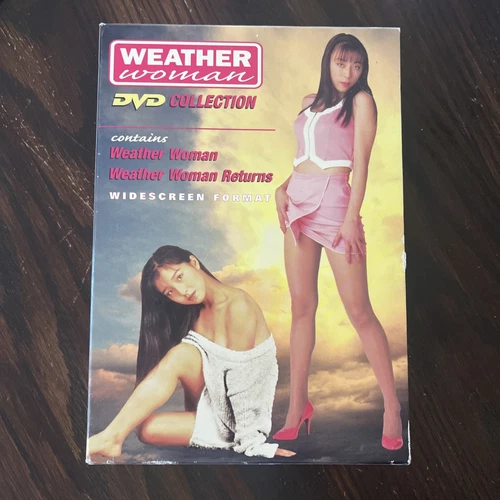 WEATHER
woman
DVD COLLECTION
contains
Weather Woman
Weather Woman Returns
WIDESCREEN FORMAT